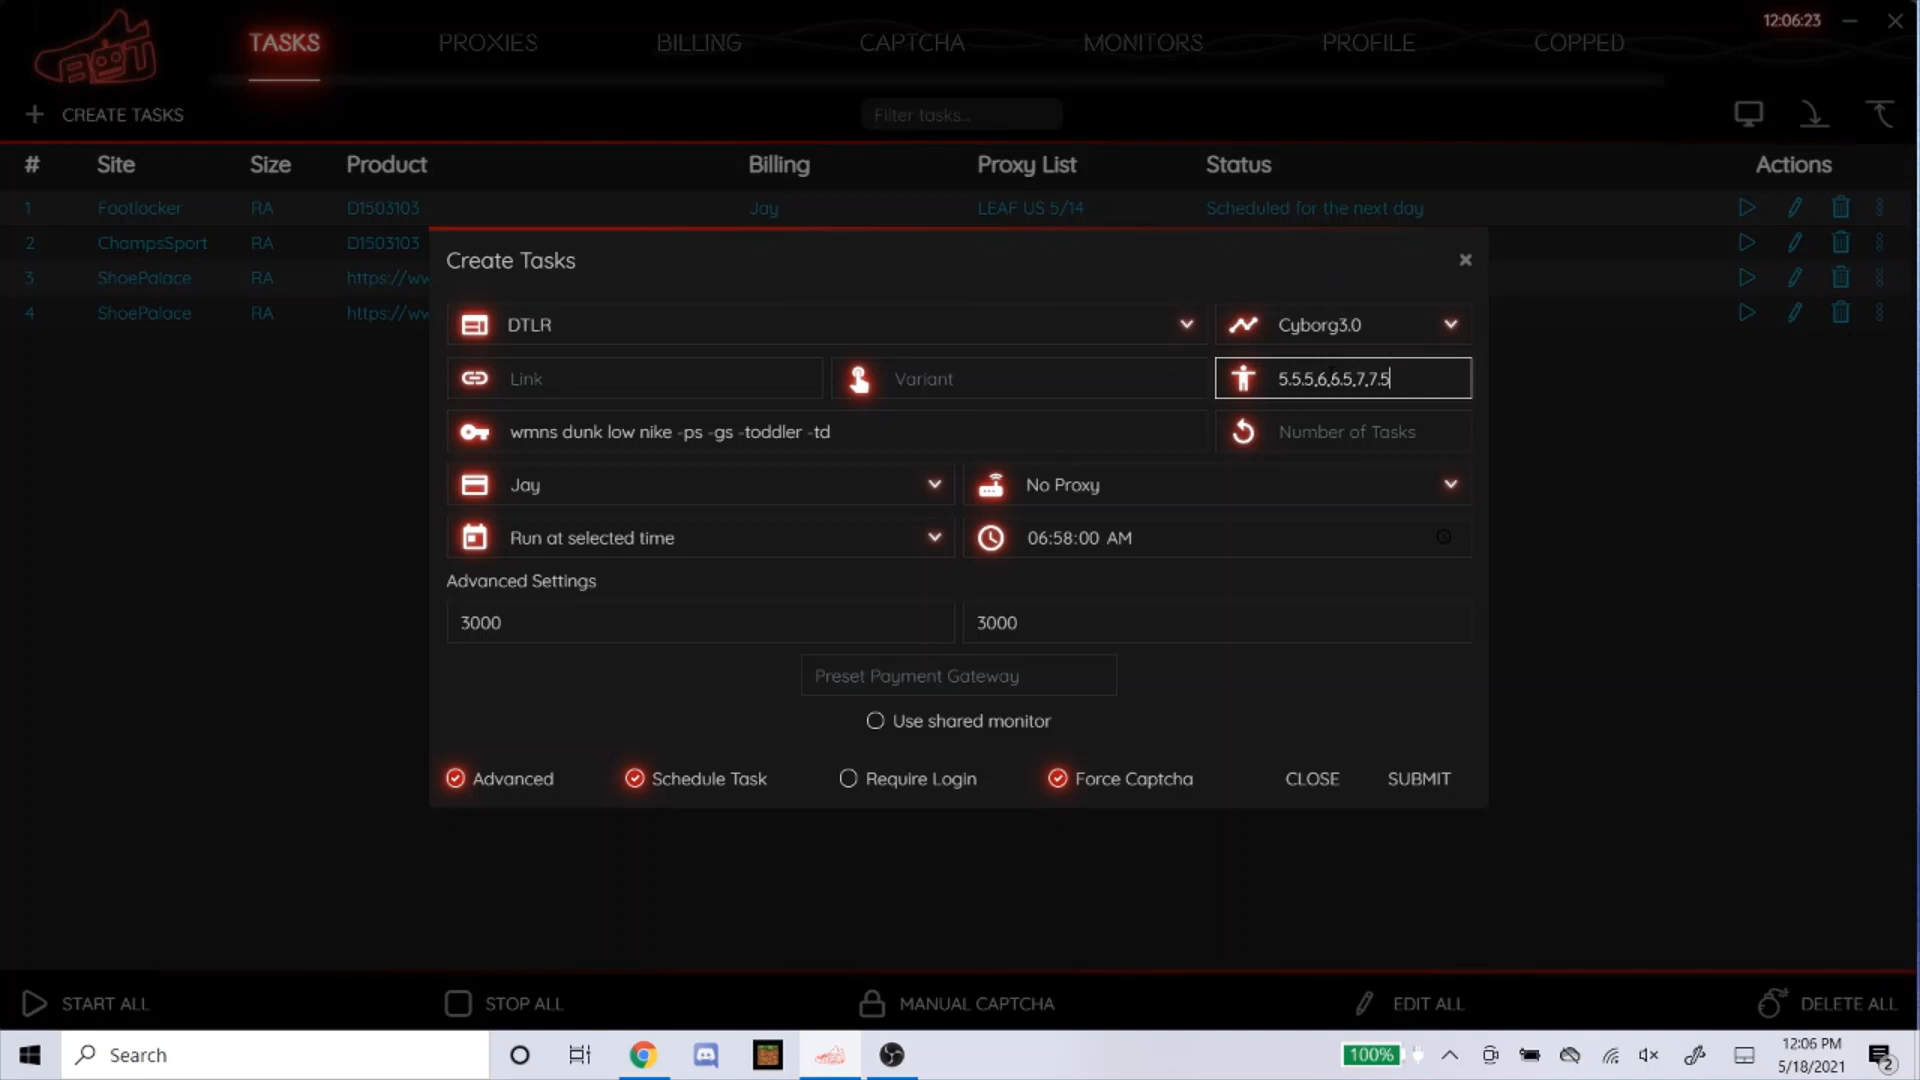 BOT
TASKS PROXIES BILLING CAPTCHA MONITORS PROFILE COPPED 12:06:23
CREATE TASKS Filter tasks...
# Site Size Product Billing Proxy List Status Actions
1 Footlocker RA D1503103 Jay LEAF US 5/14 Scheduled for the next day
2 ChampsSport RA D1503103
3 ShoePalace RA https://ww
4 ShoePalace RA https://ww
Create Tasks
DTLR Cyborg3.0
Link Variant 5.5.5,6,6.5,7,7.5
wmns dunk low nike -ps -gs -toddler -td Number of Tasks
Jay No Proxy
Run at selected time 06:58:00 AM
Advanced Settings
3000 3000
Preset Payment Gateway
Use shared monitor
Advanced Schedule Task Require Login Force Captcha CLOSE SUBMIT
START ALL STOP ALL MANUAL CAPTCHA EDIT ALL DELETE ALL
Search 100% 12:06 PM
5/18/2021 2